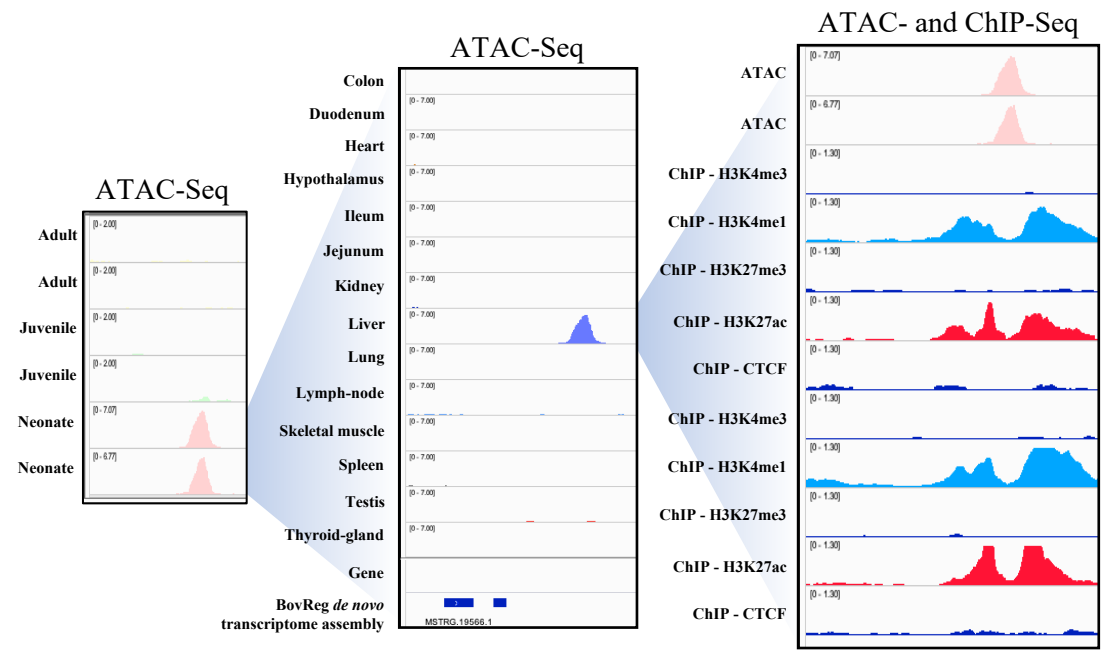 ATAC-Seq
Adult
[0 - 2.00]
Adult
[0 - 2.00]
Juvenile
[0 - 2.00]
Juvenile
[0 - 2.00]
Neonate
[0 - 7.07]
Neonate
[0 - 6.77]
ATAC-Seq
Colon
Duodenum
[0 - 7.00]
Heart
[0 - 7.00]
Hypothalamus
[0 - 7.00]
Ileum
[0 - 7.00]
Jejunum
[0 - 7.00]
Kidney
[0 - 7.00]
Liver
[0 - 7.00]
Lung
[0 - 7.00]
Lymph-node
[0 - 7.00]
Skeletal muscle
[0 - 7.00]
Spleen
[0 - 7.00]
Testis
[0 - 7.00]
Thyroid-gland
[0 - 7.00]
Gene
BovReg de novo
transcriptome assembly
2
MSTRG.19566.1
ATAC- and ChIP-Seq
ATAC
[0 - 7.07]
ATAC
[0 - 6.77]
ChIP - H3K4me3
[0 - 1.30]
ChIP - H3K4me1
[0 - 1.30]
ChIP - H3K27me3
[0 - 1.30]
ChIP - H3K27ac
[0 - 1.30]
ChIP - CTCF
[0 - 1.30]
ChIP - H3K4me3
[0 - 1.30]
ChIP - H3K4me1
[0 - 1.30]
ChIP - H3K27me3
[0 - 1.30]
ChIP - H3K27ac
[0 - 1.30]
ChIP - CTCF
[0 - 1.30]